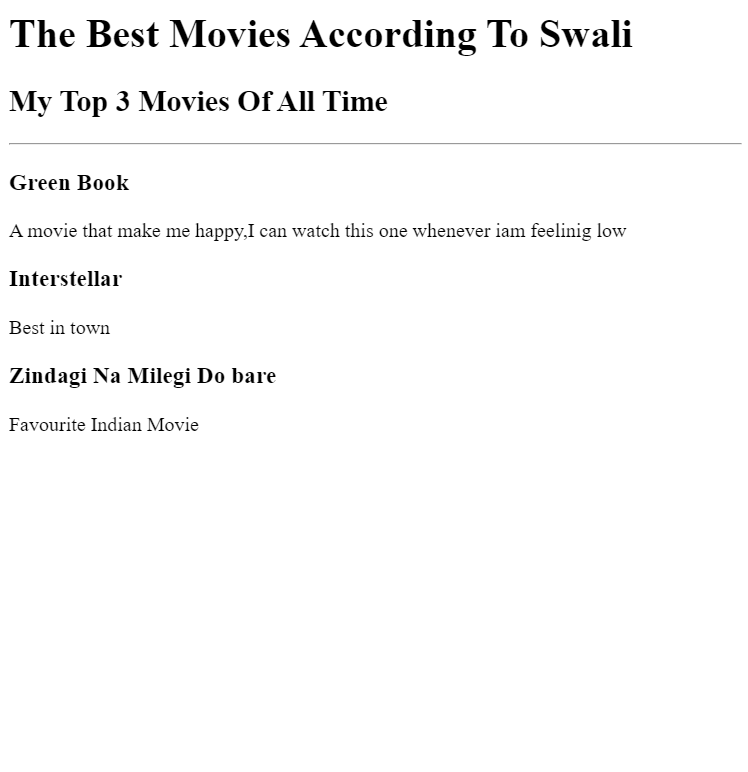 The Best Movies According To Swali
My Top 3 Movies Of All Time
Green Book
A movie that make me happy,I can watch this one whenever iam feelinig low
Interstellar
Best in town
Zindagi Na Milegi Do bare
Favourite Indian Movie